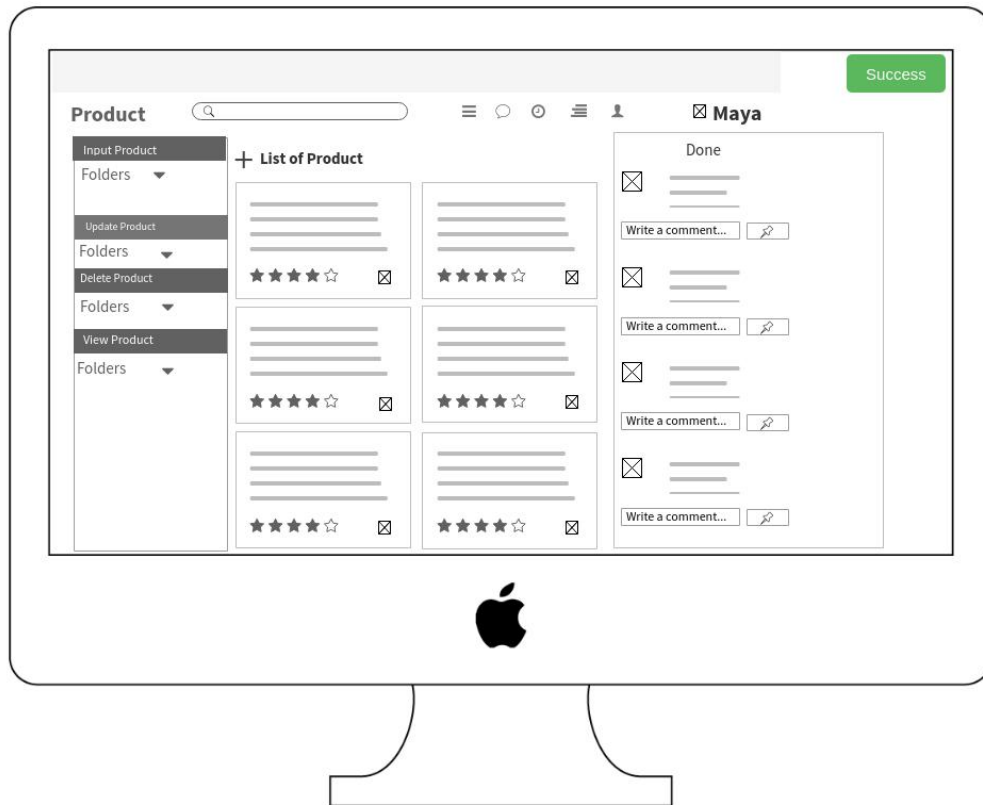 Success
Product
Maya
Input Product
Folders
Update Product
Folders
Delete Product
Folders
View Product
Folders
List of Product
Done
Write a comment...
Write a comment...
Write a comment...
Write a comment...